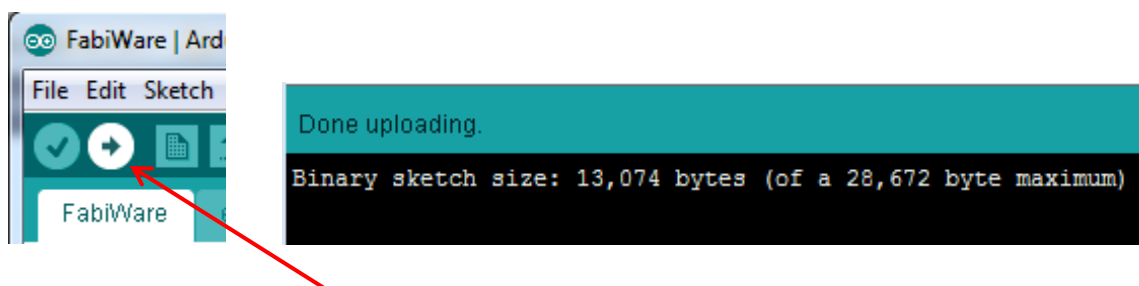 FabiWare | Ard
File Edit Sketch
FabiWare
Done uploading.
Binary sketch size: 13,074 bytes (of a 28,672 byte maximum)